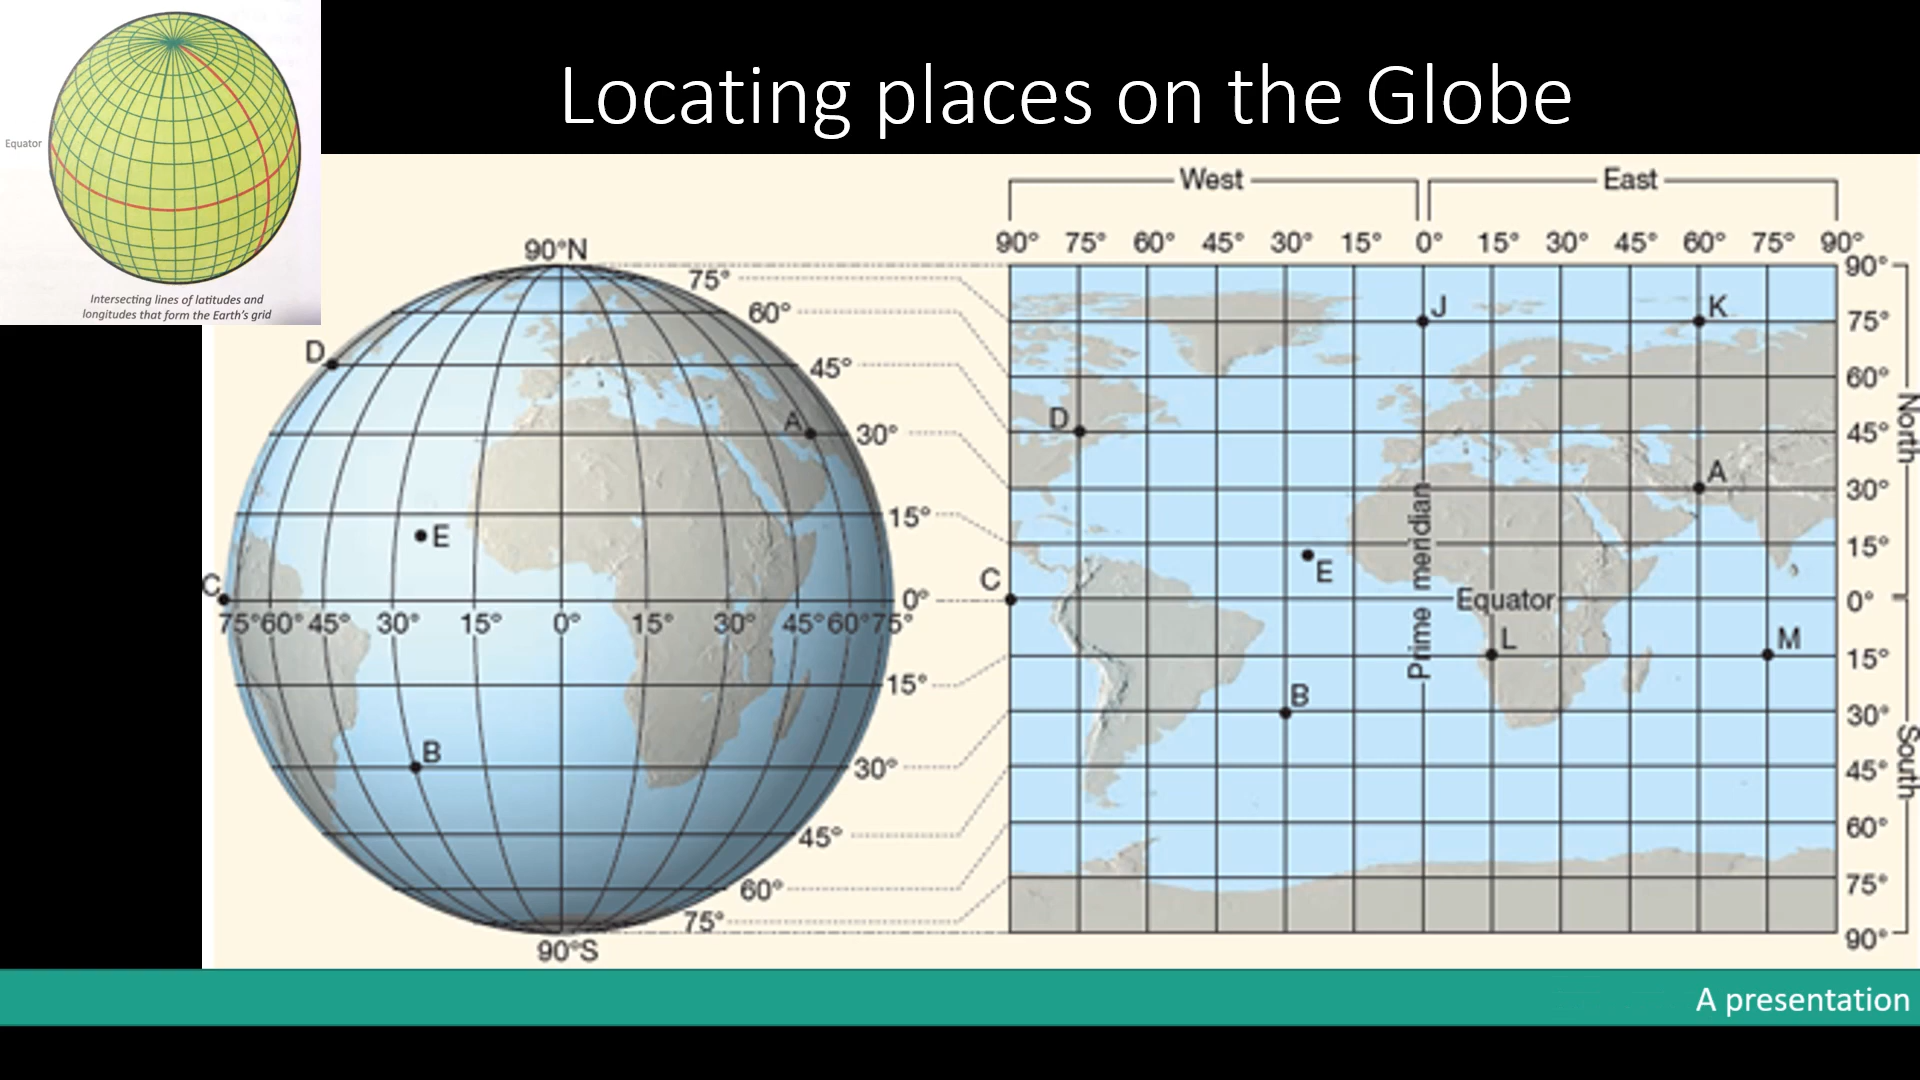 Locating places on the Globe
Equator
Intersecting lines of latitudes and
longitudes that form the Earth's grid
90°N
75°
60°
45°
30°
15°
0°
15°
30°
45°
60°
75°
90°S
D
A
E
C
B
75° 60° 45° 30° 15° 0° 15° 30° 45° 60° 75°
West East
90° 75° 60° 45° 30° 15° 0° 15° 30° 45° 60° 75° 90°
90°
75°
60°
45°
30°
15°
0°
15°
30°
45°
60°
75°
90°
North
South
J
K
D
A
E
C
Prime meridian
Equator
L
M
B
A presentation